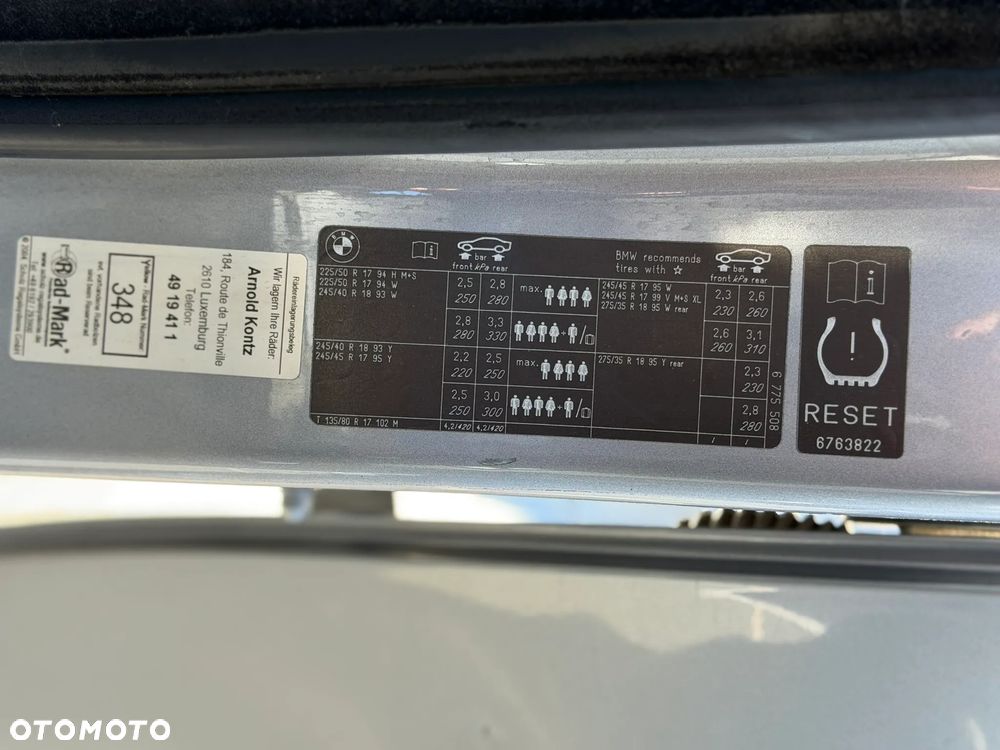 Rädereinlagerungsbeleg
Wir lagern Ihre Räder:
Arnold Kontz
184, Route de Thionville
2610 Luxemburg
Telefon:
49 19 41 1
Rad-Mark Nummer
348
Rad-Mark®
BMW
bar
front kPa rear
BMW recommends
tires with ☆
bar
front kPa rear
225/50 R 17 94 H M+S
225/50 R 17 94 W
245/40 R 18 93 W
2,5 2,8
250 280
max.
245/45 R 17 95 W
245/45 R 17 99 V M+S XL
275/35 R 18 95 W rear
2,3 2,6
230 260
2,8 3,3
280 330
+ /
2,6 3,1
260 310
245/40 R 18 93 Y
245/45 R 17 95 Y
2,2 2,5
220 250
max.
275/35 R 18 95 Y rear
2,3
230
2,5 3,0
250 300
+ /
2,8
280
T 135/80 R 17 102 M
4,2/420 4,2/420
/ /
6 775 508
i
!
RESET
6763822
OTOMOTO